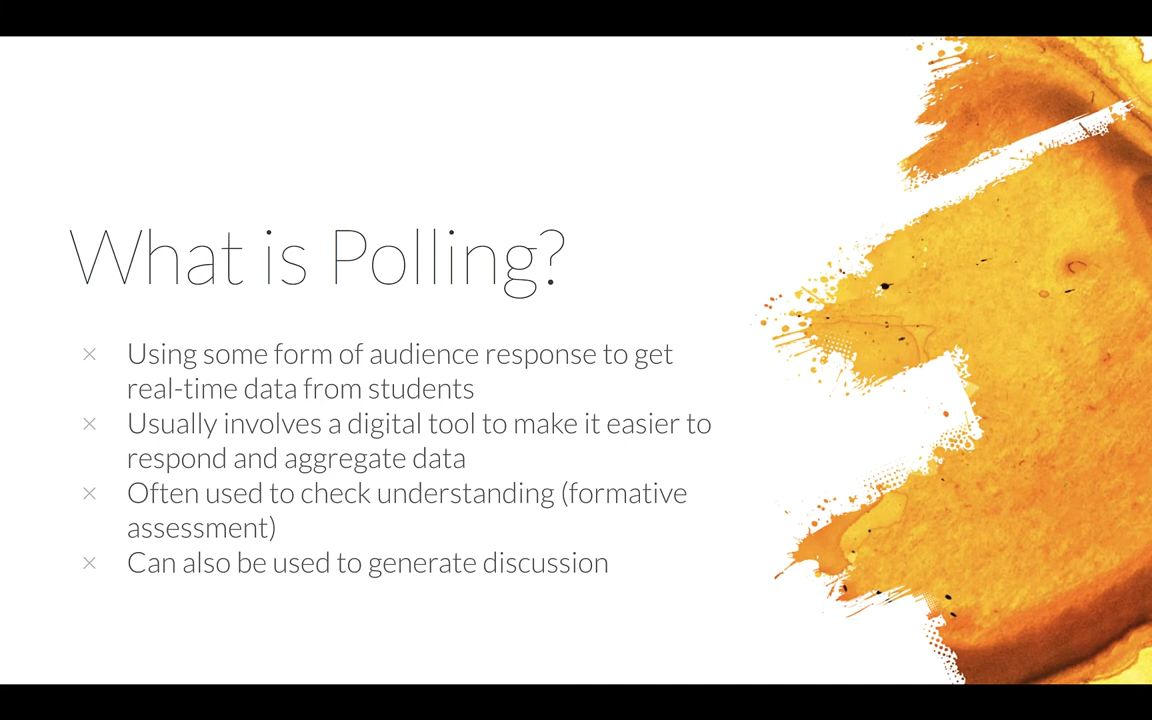 What is Polling?
× Using some form of audience response to get
real-time data from students
× Usually involves a digital tool to make it easier to
respond and aggregate data
× Often used to check understanding (formative
assessment)
× Can also be used to generate discussion